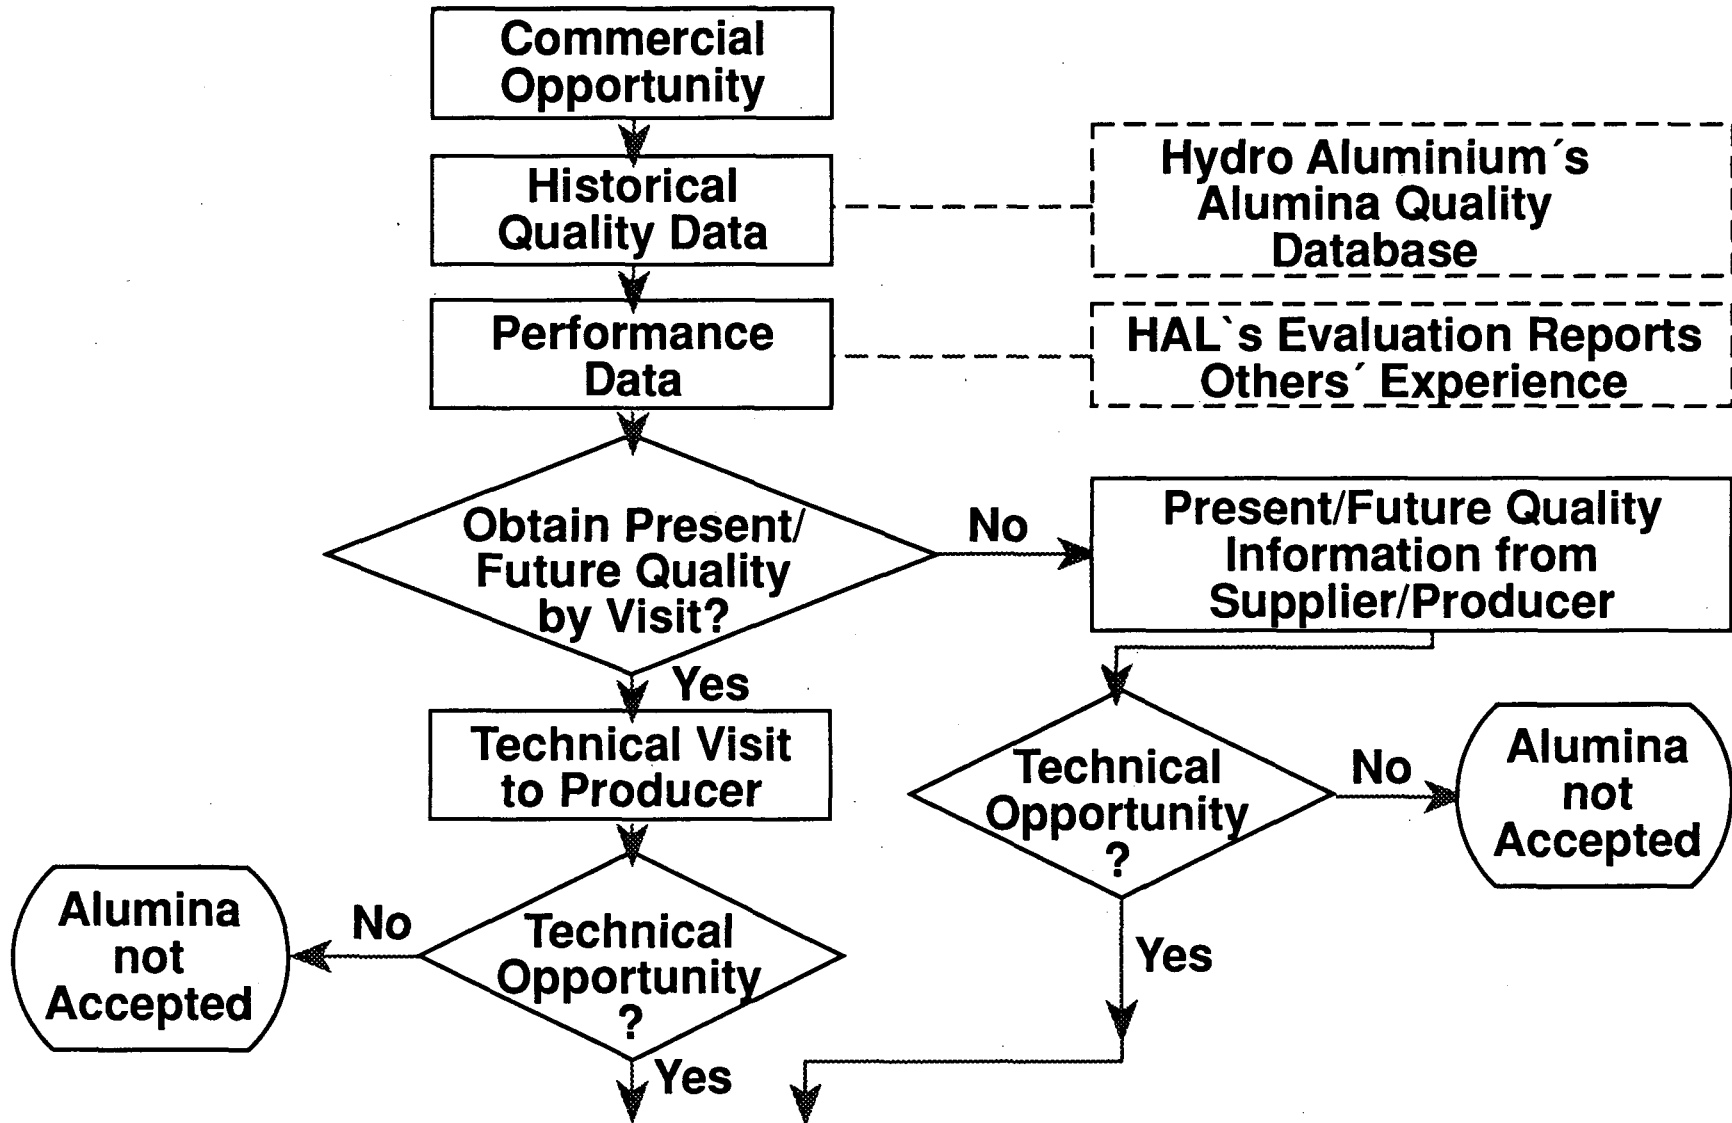 Commercial
Opportunity
Historical
Quality Data
Hydro Aluminium´s
Alumina Quality
Database
Performance
Data
HAL`s Evaluation Reports
Others´ Experience
Obtain Present/
Future Quality
by Visit?
No
Present/Future Quality
Information from
Supplier/Producer
Yes
Technical Visit
to Producer
Technical
Opportunity
?
No
Alumina
not
Accepted
Yes
Technical
Opportunity
?
No
Alumina
not
Accepted
Yes